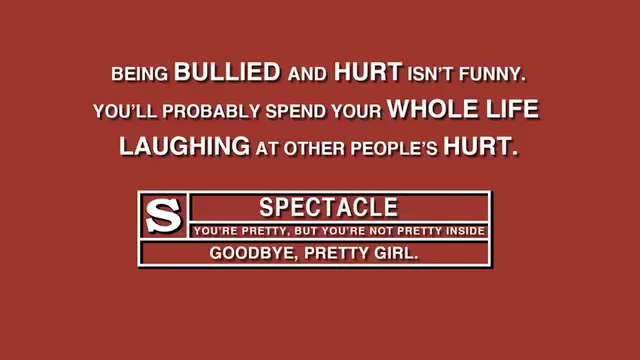 BEING BULLIED AND HURT ISN'T FUNNY.
YOU'LL PROBABLY SPEND YOUR WHOLE LIFE
LAUGHING AT OTHER PEOPLE'S HURT.
S
SPECTACLE
YOU'RE PRETTY, BUT YOU'RE NOT PRETTY INSIDE
GOODBYE, PRETTY GIRL.